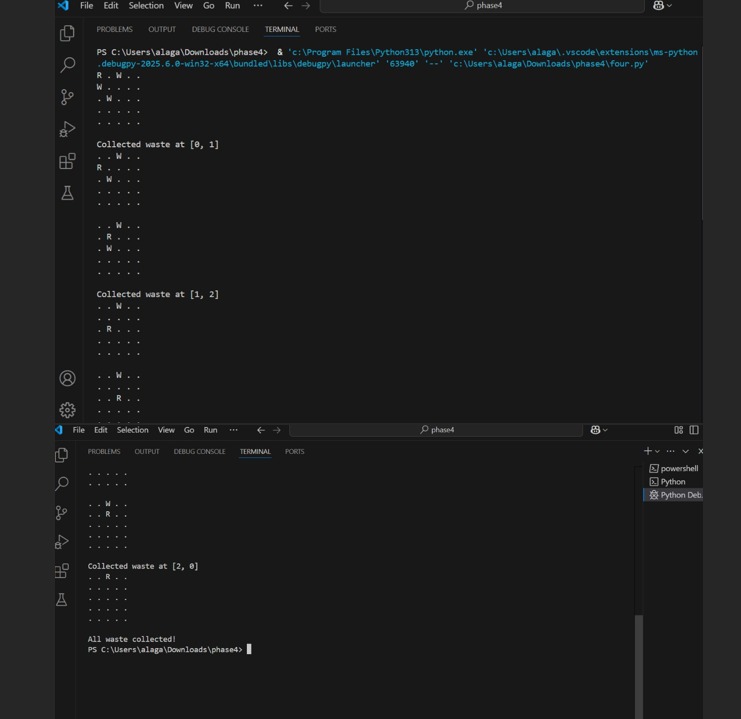 File Edit Selection View Go Run ··· ← → phase4
PROBLEMS OUTPUT DEBUG CONSOLE TERMINAL PORTS
PS C:\Users\alaga\Downloads\phase4> & 'c:\Program Files\Python313\python.exe' 'c:\Users\alaga\.vscode\extensions\ms-python
.debugpy-2025.6.0-win32-x64\bundled\libs\debugpy\launcher' '63940' '--' 'c:\Users\alaga\Downloads\phase4\four.py'
R . W . .
W . . . .
. W . . .
. . . . .
. . . . .
Collected waste at [0, 1]
. . W . .
R . . . .
. W . . .
. . . . .
. . . . .
. . W . .
. R . . .
. W . . .
. . . . .
. . . . .
Collected waste at [1, 2]
. . W . .
. . . . .
. R . . .
. . . . .
. . . . .
. . W . .
. . . . .
. . R . .
. . . . .
File Edit Selection View Go Run ··· ← → phase4
PROBLEMS OUTPUT DEBUG CONSOLE TERMINAL PORTS
powershell
Python
Python Deb..
. . . . .
. . . . .
. . W . .
. . R . .
. . . . .
. . . . .
. . . . .
Collected waste at [2, 0]
. . R . .
. . . . .
. . . . .
. . . . .
. . . . .
All waste collected!
PS C:\Users\alaga\Downloads\phase4>